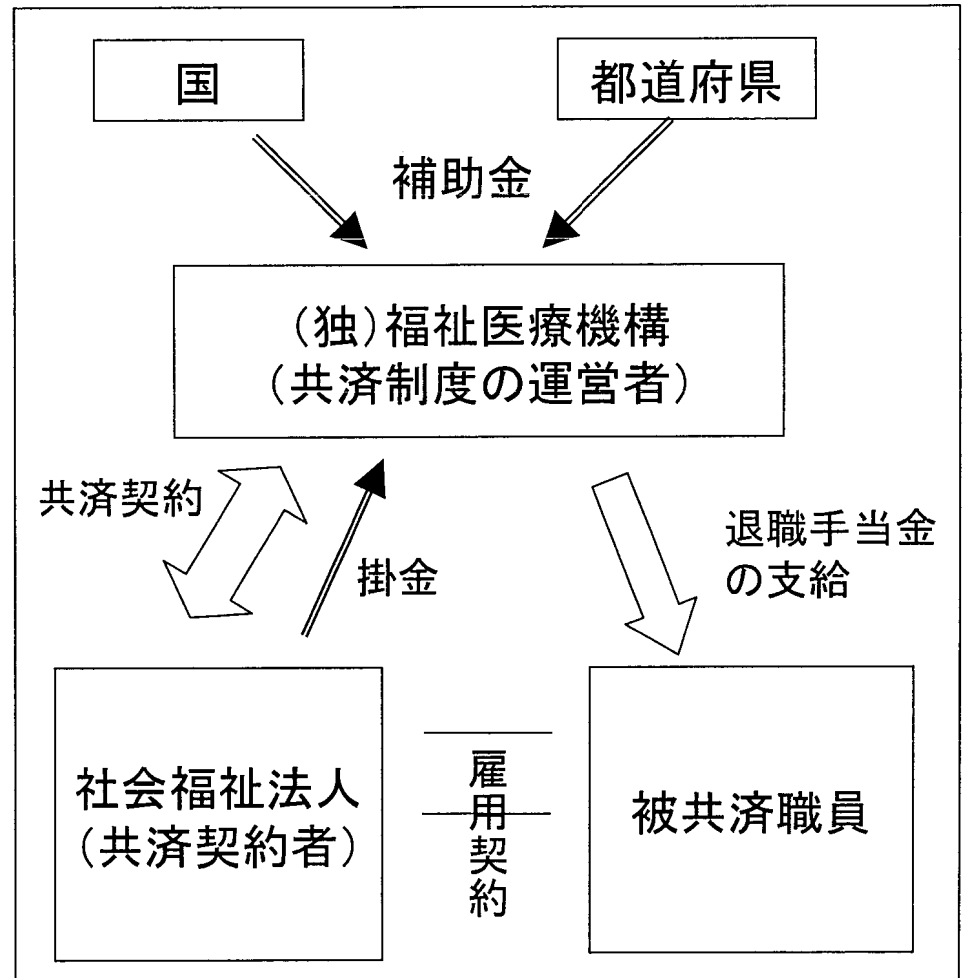 国
都道府県
補助金
（独）福祉医療機構
（共済制度の運営者）
共済契約
掛金
退職手当金
の支給
社会福祉法人
（共済契約者）
雇用契約
被共済職員